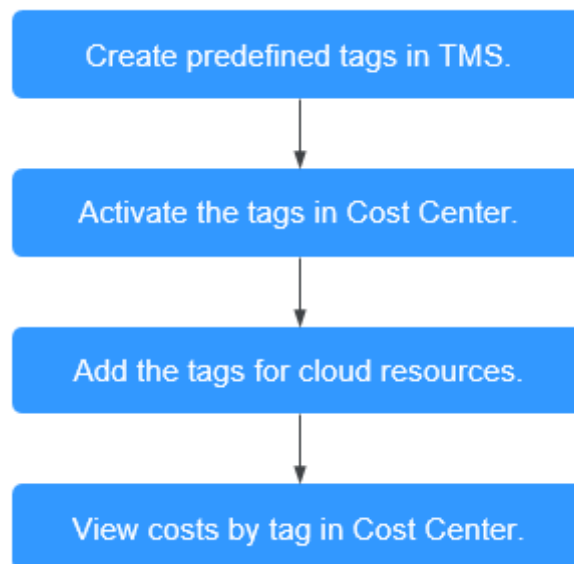 Create predefined tags in TMS.
Activate the tags in Cost Center.
Add the tags for cloud resources.
View costs by tag in Cost Center.